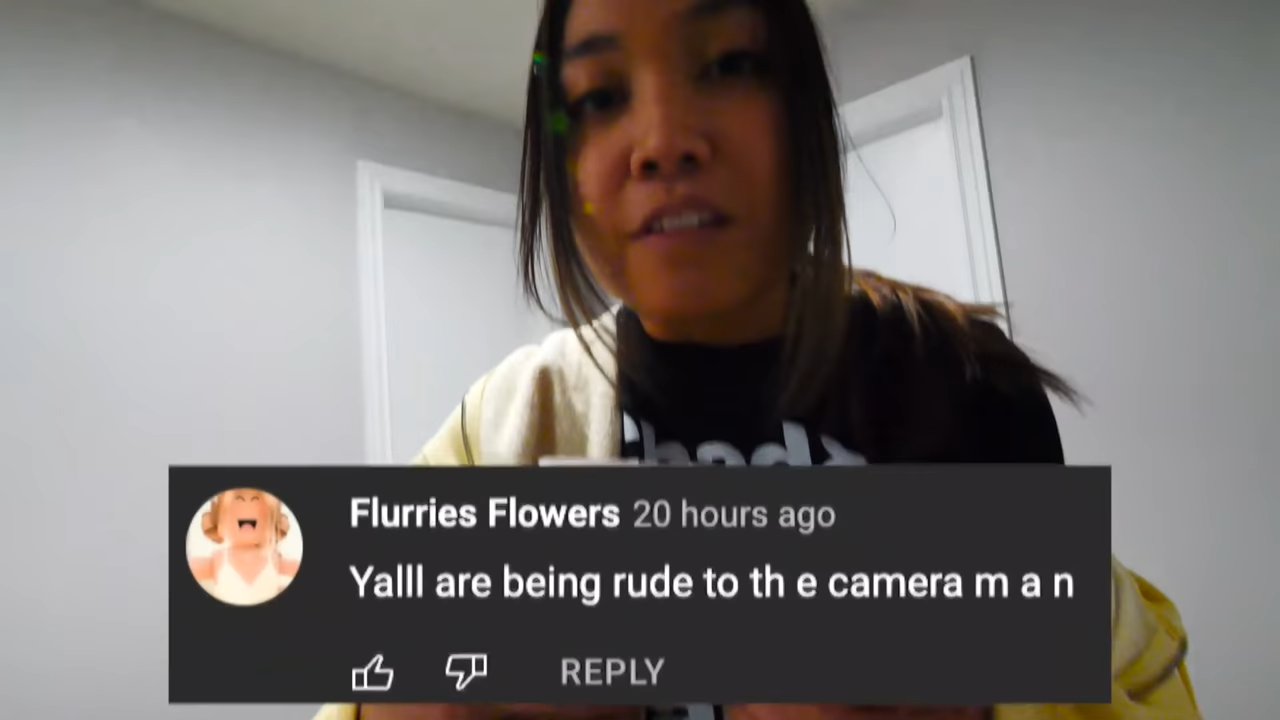 Flurries Flowers 20 hours ago
Yalll are being rude to th e camera m a n
REPLY